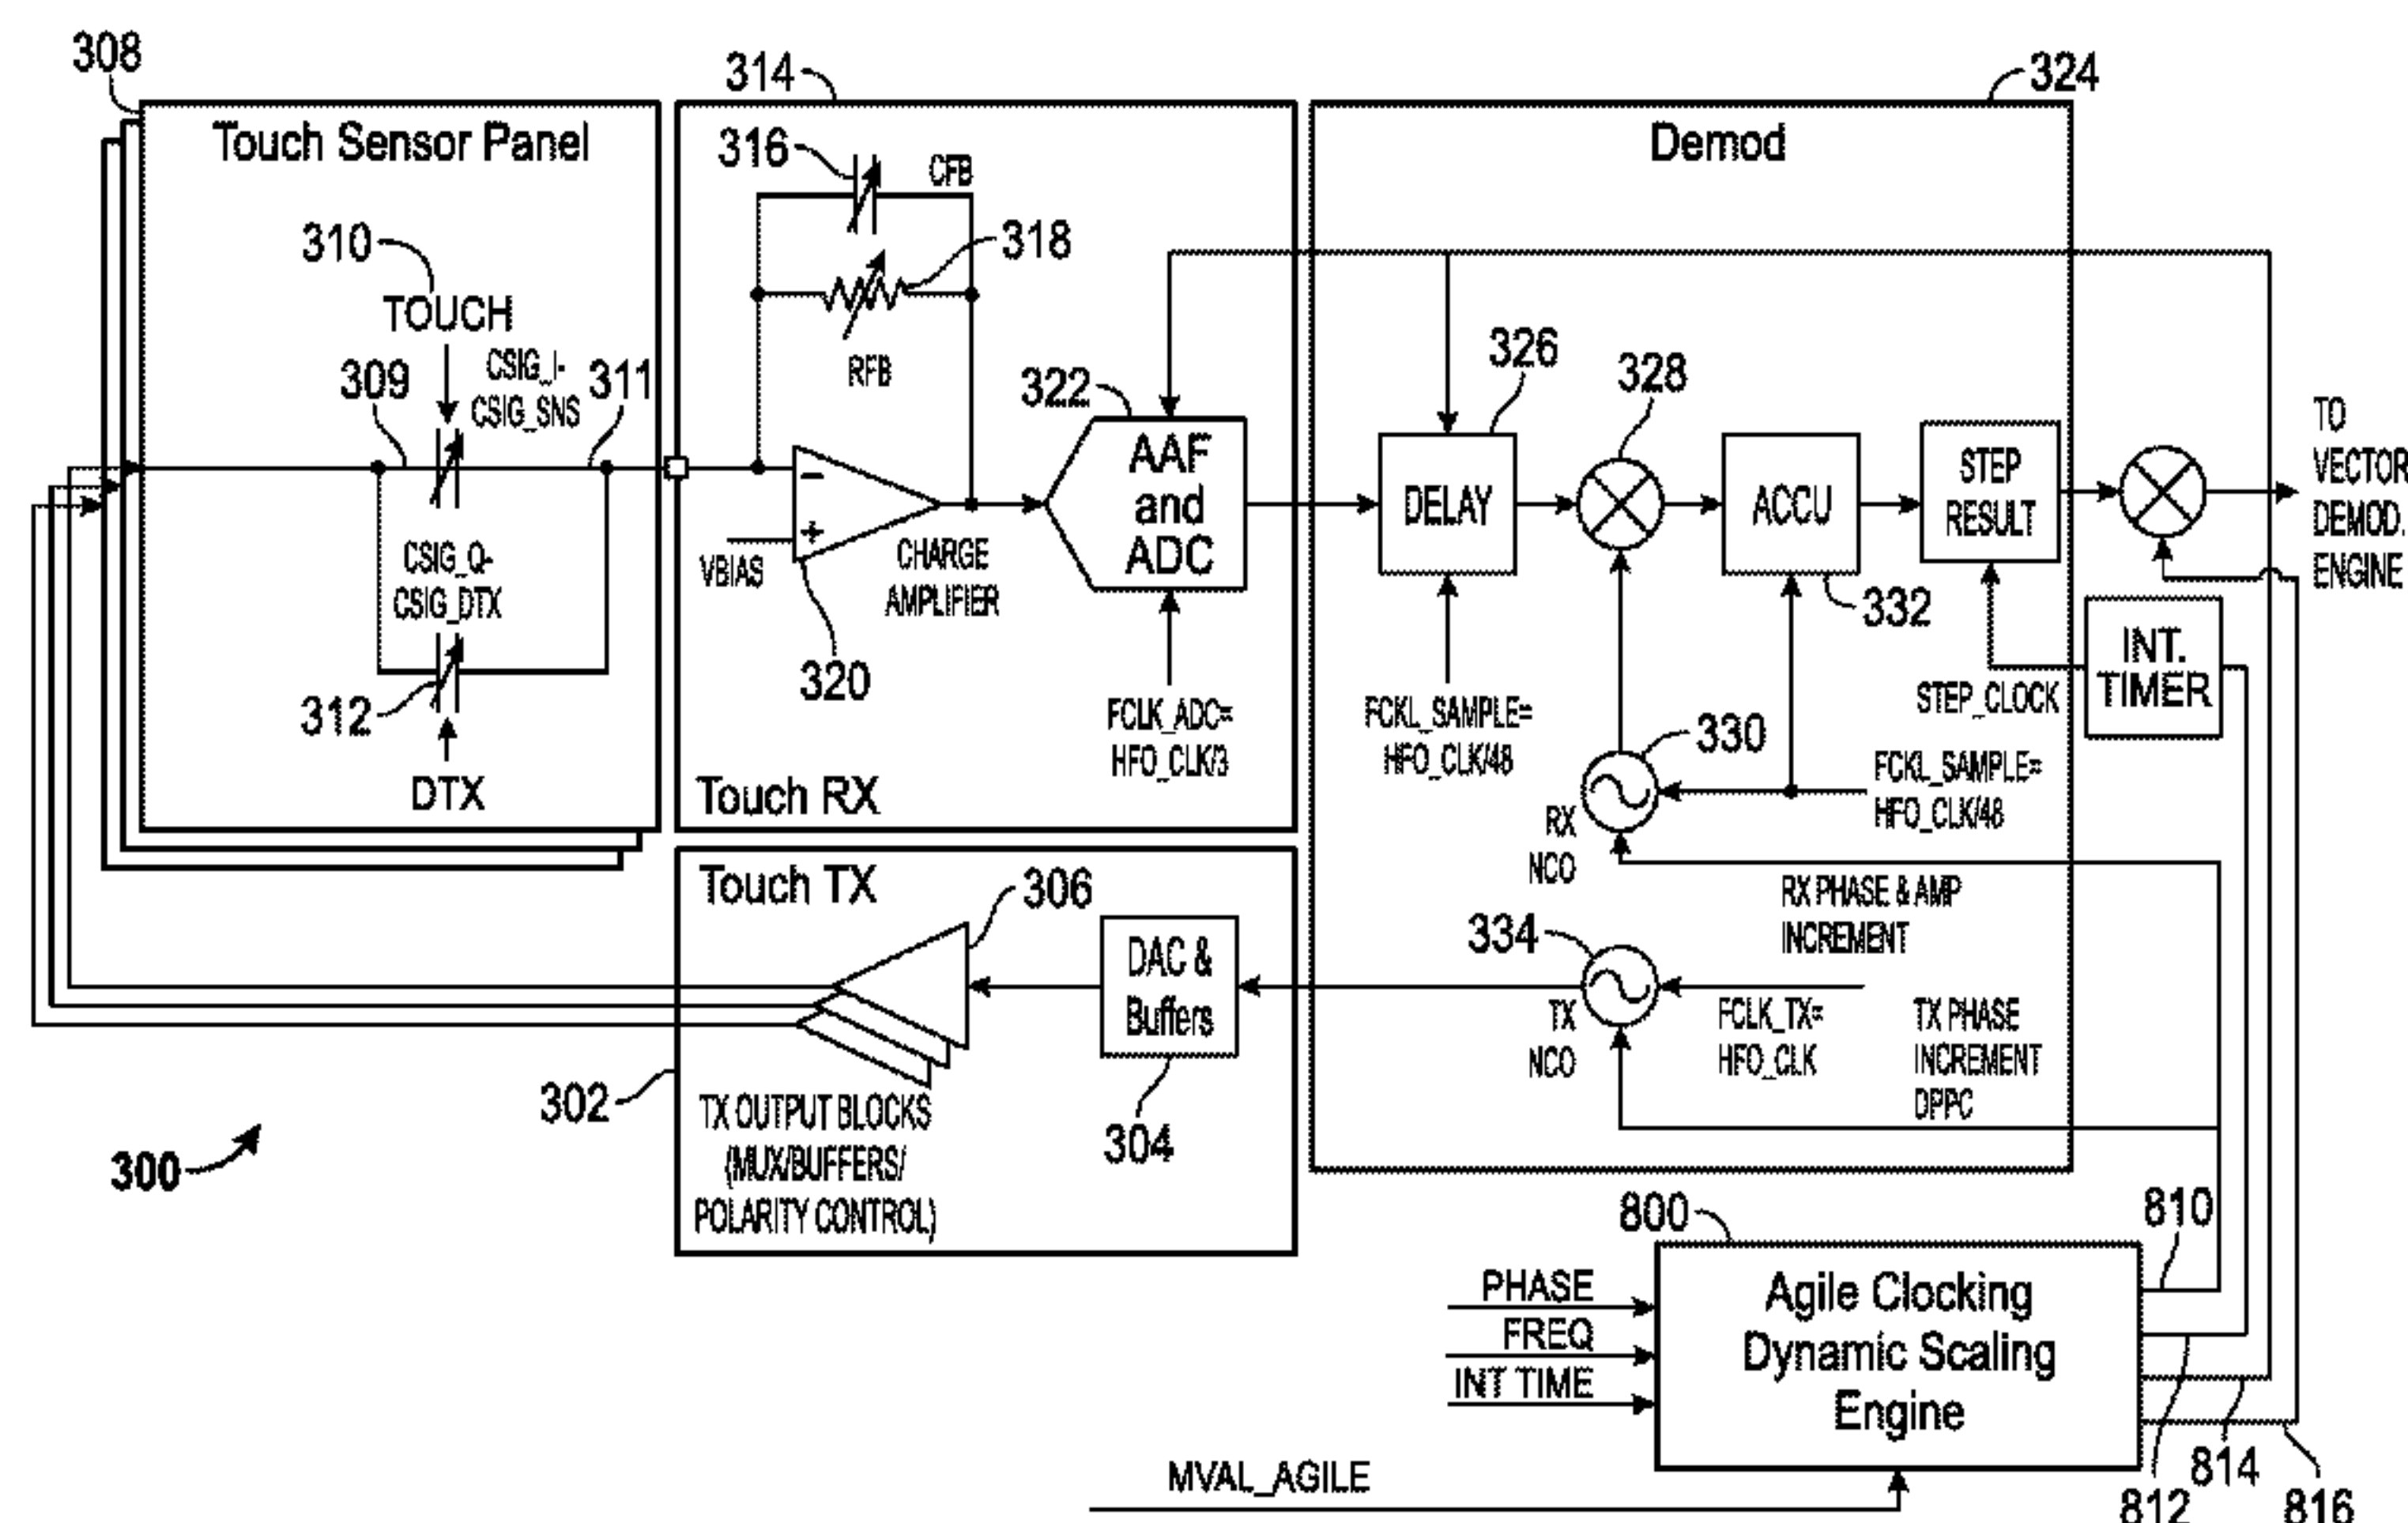 308
Touch Sensor Panel
310
TOUCH
309
CSIG_I-
CSIG_SNS
311
CSIG_Q-
CSIG_DTX
312
DTX
314
316
CFB
318
RFB
322
AAF
and
ADC
VBIAS
CHARGE
AMPLIFIER
320
FCLK_ADC=
HFO_CLK/3
Touch RX
324
Demod
326
328
DELAY
ACCU
STEP
RESULT
TO
VECTOR
DEMOD.
ENGINE
332
INT.
TIMER
STEP_CLOCK
FCKL_SAMPLE=
HFO_CLK/48
330
FCKL_SAMPLE=
HFO_CLK/48
RX
NCO
RX PHASE & AMP
INCREMENT
Touch TX
306
DAC &
Buffers
334
TX
NCO
FCLK_TX=
HFO_CLK
TX PHASE
INCREMENT
DPPC
302
TX OUTPUT BLOCKS
(MUX/BUFFERS/
POLARITY CONTROL)
304
300
800
810
PHASE
FREQ
INT TIME
Agile Clocking
Dynamic Scaling
Engine
MVAL_AGILE
814
812
816